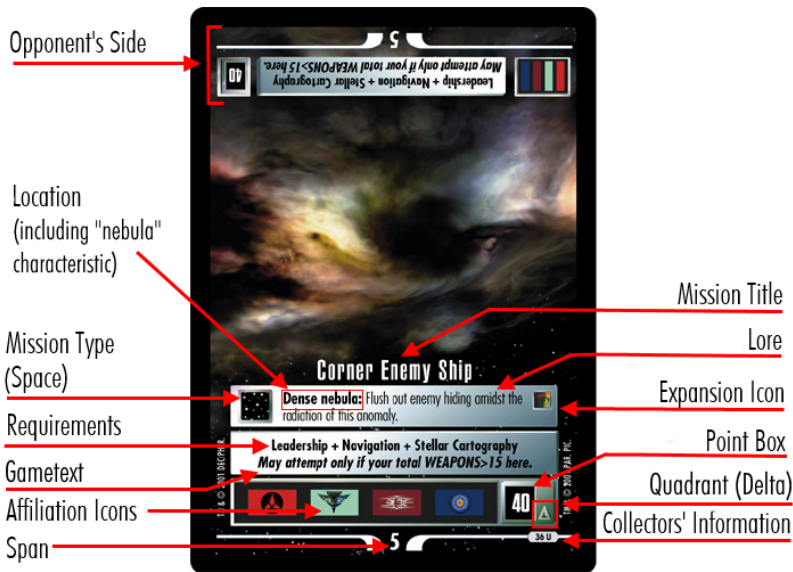 Opponent's Side
5
40
May attempt only if your total WEAPONS>15 here.
Leadership + Navigation + Stellar Cartography
Location
(including "nebula"
characteristic)
Mission Title
Lore
Mission Type
(Space)
Corner Enemy Ship
Dense nebula: Flush out enemy hiding amidst the
radiation of this anomaly.
Expansion Icon
Requirements
Leadership + Navigation + Stellar Cartography
May attempt only if your total WEAPONS>15 here.
Point Box
Gametext
Quadrant (Delta)
Affiliation Icons
40
Δ
Collectors' Information
Span
5
36 U